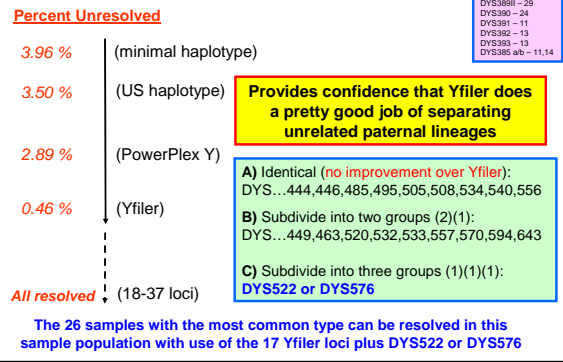 DYS389II – 29
DYS390 – 24
DYS391 – 11
DYS392 – 13
DYS393 – 13
DYS385 a/b – 11,14
Percent Unresolved
3.96 % (minimal haplotype)
3.50 % (US haplotype)
Provides confidence that Yfiler does
a pretty good job of separating
unrelated paternal lineages
2.89 % (PowerPlex Y)
A) Identical (no improvement over Yfiler):
DYS…444,446,485,495,505,508,534,540,556
0.46 % (Yfiler)
B) Subdivide into two groups (2)(1):
DYS…449,463,520,532,533,557,570,594,643
C) Subdivide into three groups (1)(1)(1):
DYS522 or DYS576
All resolved (18-37 loci)
The 26 samples with the most common type can be resolved in this
sample population with use of the 17 Yfiler loci plus DYS522 or DYS576